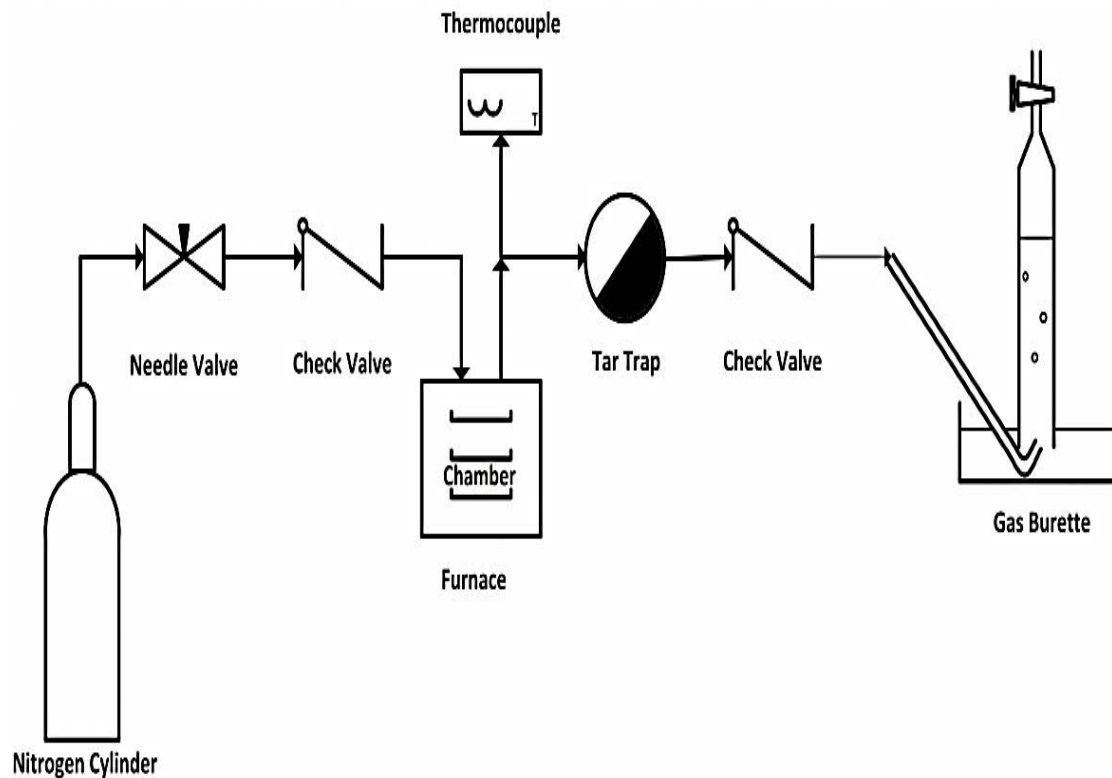 Thermocouple
T
Needle Valve
Check Valve
Tar Trap
Check Valve
Chamber
Gas Burette
Furnace
Nitrogen Cylinder